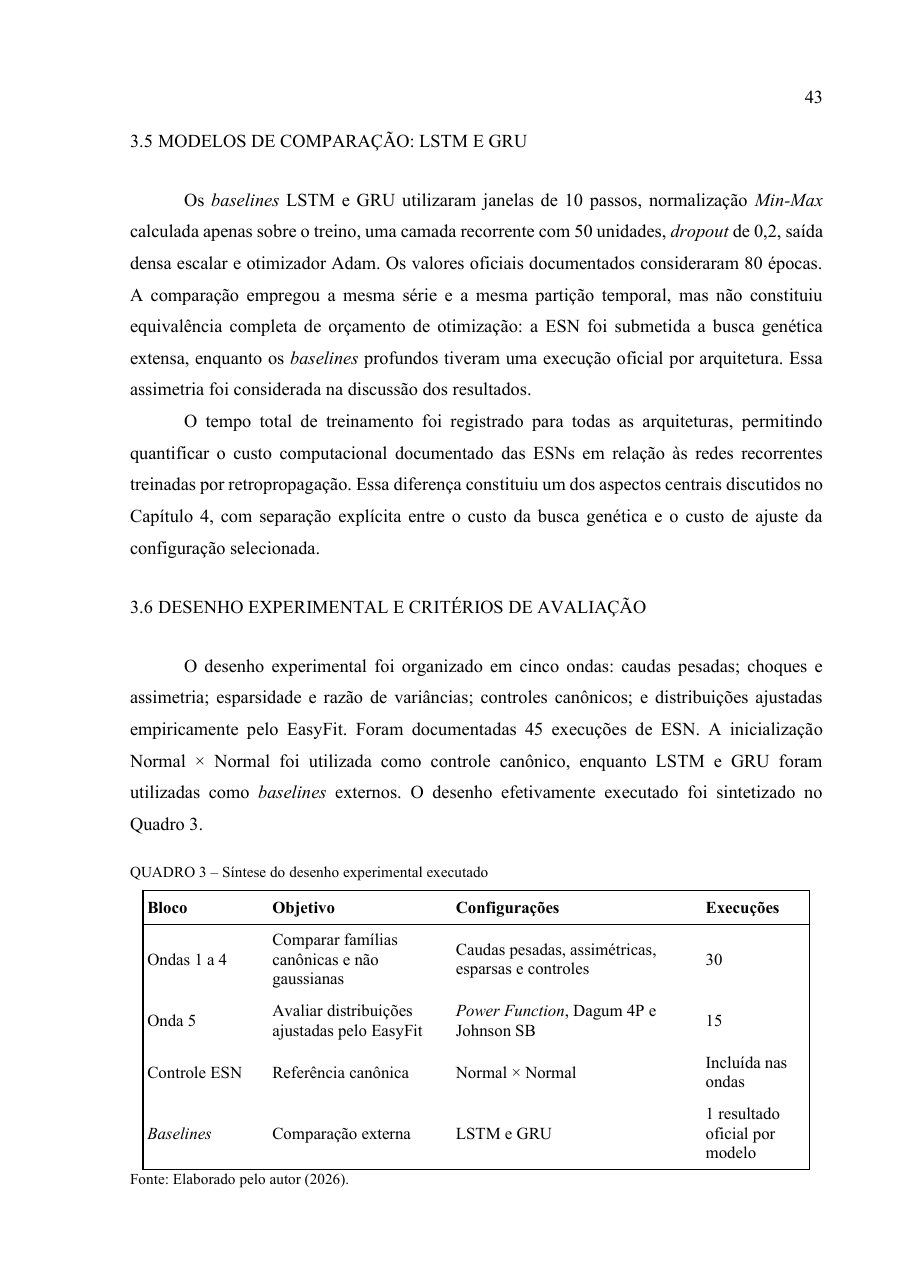 43
3.5 MODELOS DE COMPARAÇÃO: LSTM E GRU
Os baselines LSTM e GRU utilizaram janelas de 10 passos, normalização Min-Max
calculada apenas sobre o treino, uma camada recorrente com 50 unidades, dropout de 0,2, saída
densa escalar e otimizador Adam. Os valores oficiais documentados consideraram 80 épocas.
A comparação empregou a mesma série e a mesma partição temporal, mas não constituiu
equivalência completa de orçamento de otimização: a ESN foi submetida a busca genética
extensa, enquanto os baselines profundos tiveram uma execução oficial por arquitetura. Essa
assimetria foi considerada na discussão dos resultados.
O tempo total de treinamento foi registrado para todas as arquiteturas, permitindo
quantificar o custo computacional documentado das ESNs em relação às redes recorrentes
treinadas por retropropagação. Essa diferença constituiu um dos aspectos centrais discutidos no
Capítulo 4, com separação explícita entre o custo da busca genética e o custo de ajuste da
configuração selecionada.
3.6 DESENHO EXPERIMENTAL E CRITÉRIOS DE AVALIAÇÃO
O desenho experimental foi organizado em cinco ondas: caudas pesadas; choques e
assimetria; esparsidade e razão de variâncias; controles canônicos; e distribuições ajustadas
empiricamente pelo EasyFit. Foram documentadas 45 execuções de ESN. A inicialização
Normal × Normal foi utilizada como controle canônico, enquanto LSTM e GRU foram
utilizadas como baselines externos. O desenho efetivamente executado foi sintetizado no
Quadro 3.
QUADRO 3 – Síntese do desenho experimental executado
Bloco Objetivo Configurações Execuções
Ondas 1 a 4
Comparar famílias
canônicas e não
gaussianas
Caudas pesadas, assimétricas,
esparsas e controles
30
Onda 5
Avaliar distribuições
ajustadas pelo EasyFit
Power Function, Dagum 4P e
Johnson SB
15
Controle ESN
Referência canônica
Normal × Normal
Incluída nas
ondas
Baselines
Comparação externa
LSTM e GRU
1 resultado
oficial por
modelo
Fonte: Elaborado pelo autor (2026).